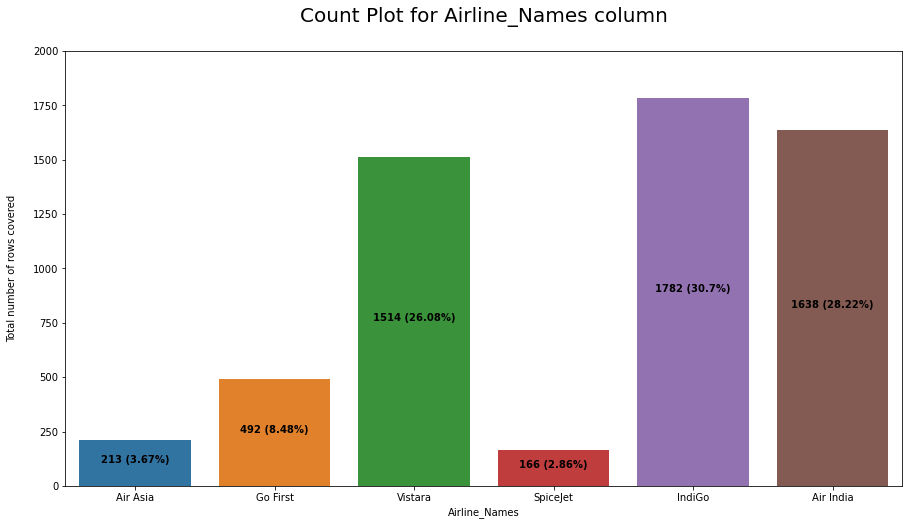 Count Plot for Airline_Names column
Total number of rows covered
2000
1750
1500
1250
1000
750
500
250
0
213 (3.67%)
492 (8.48%)
1514 (26.08%)
166 (2.86%)
1782 (30.7%)
1638 (28.22%)
Air Asia
Go First
Vistara
SpiceJet
IndiGo
Air India
Airline_Names